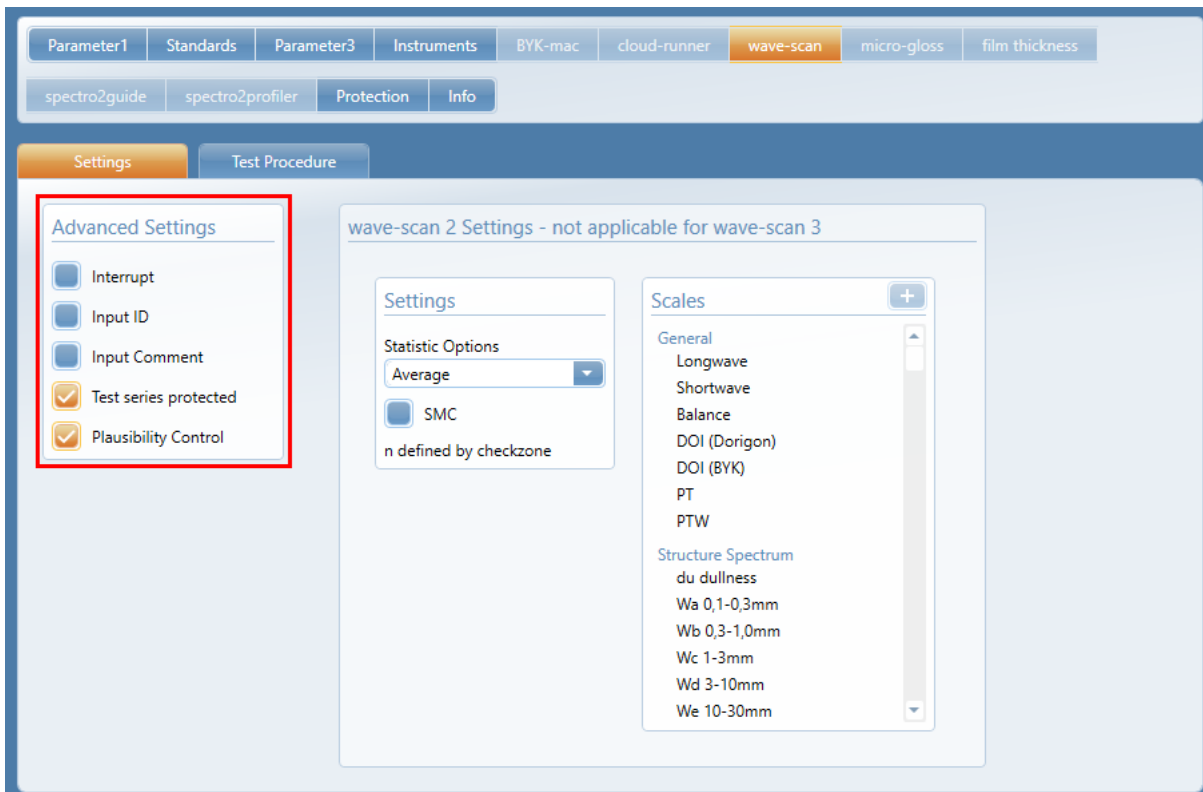 Parameter1 Standards Parameter3 Instruments BYK-mac cloud-runner wave-scan micro-gloss film thickness
spectro2guide spectro2profiler Protection Info
Settings Test Procedure
Advanced Settings
Interrupt
Input ID
Input Comment
Test series protected
Plausibility Control
wave-scan 2 Settings - not applicable for wave-scan 3
Settings
Statistic Options
Average
SMC
n defined by checkzone
Scales
+
General
Longwave
Shortwave
Balance
DOI (Dorigon)
DOI (BYK)
PT
PTW
Structure Spectrum
du dullness
Wa 0,1-0,3mm
Wb 0,3-1,0mm
Wc 1-3mm
Wd 3-10mm
We 10-30mm